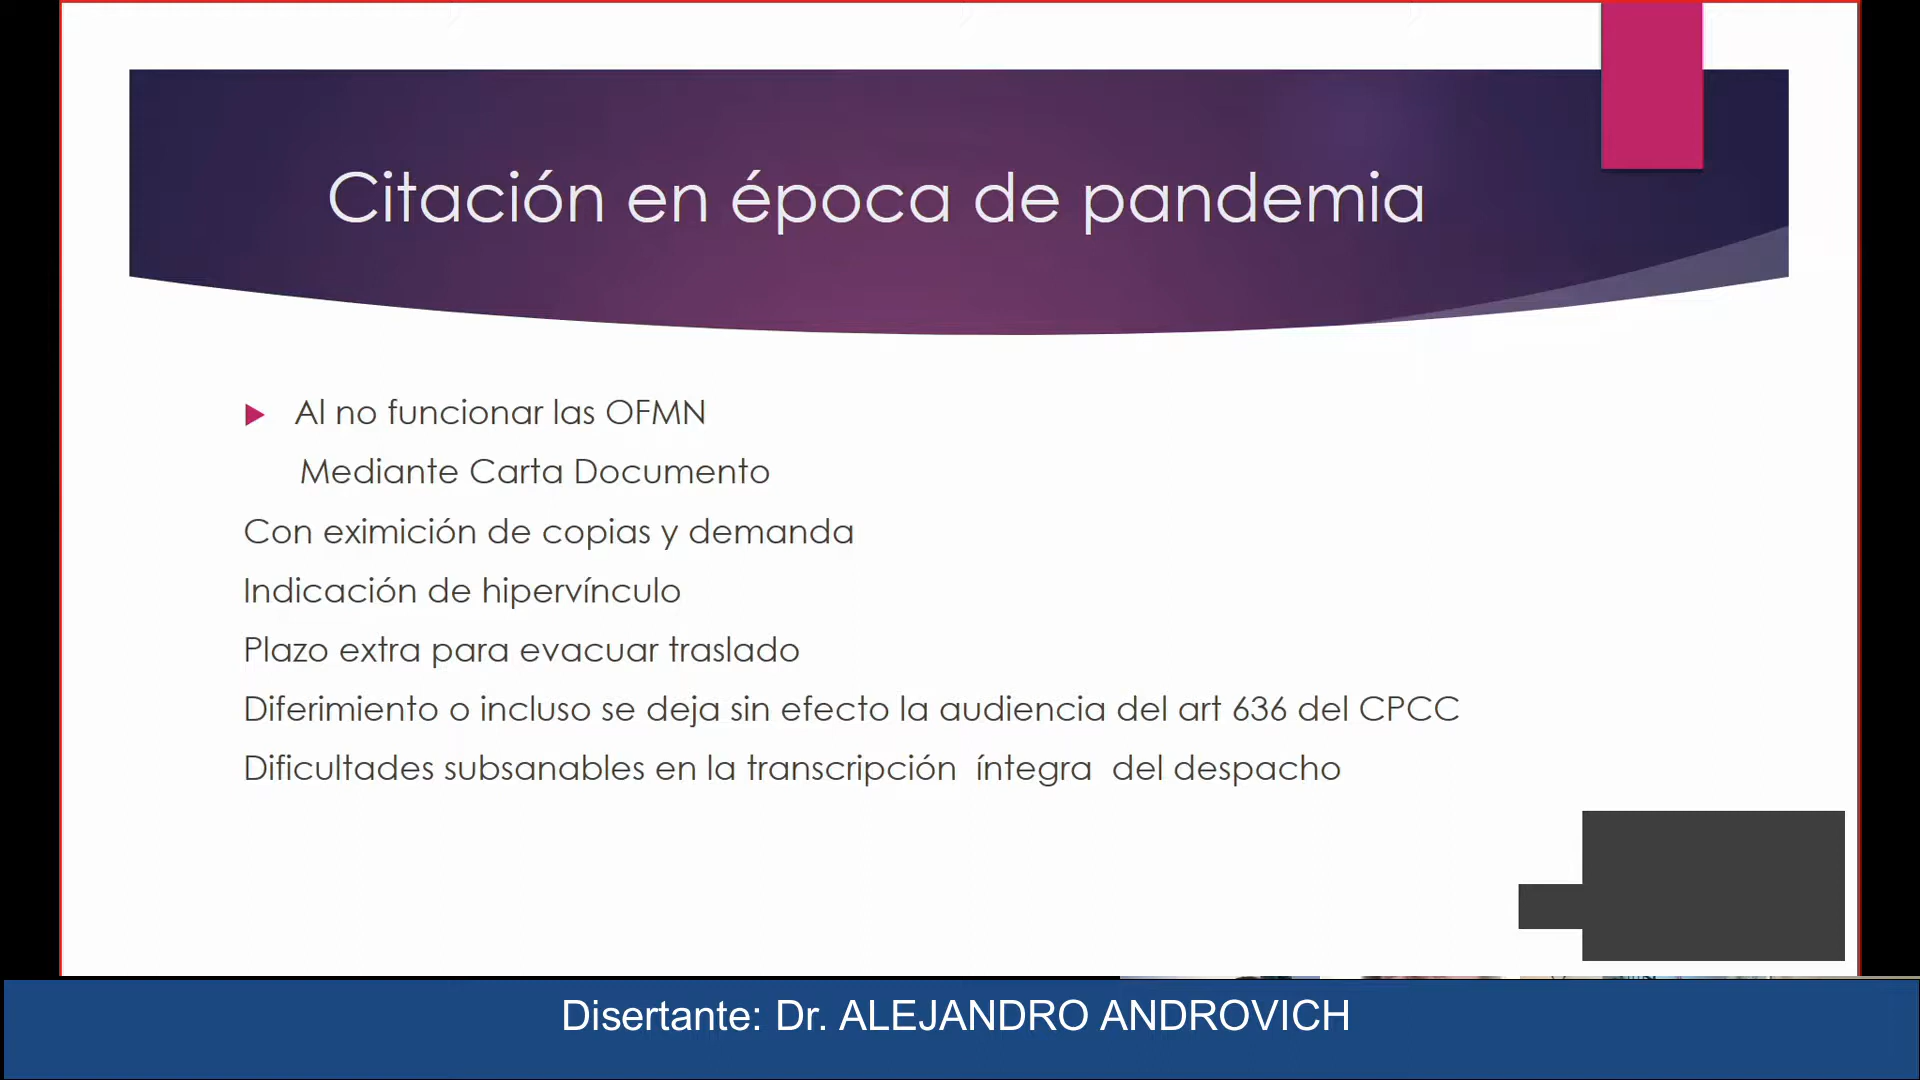 Citación en época de pandemia
Al no funcionar las OFMN
Mediante Carta Documento
Con eximición de copias y demanda
Indicación de hipervínculo
Plazo extra para evacuar traslado
Diferimiento o incluso se deja sin efecto la audiencia del art 636 del CPCC
Dificultades subsanables en la transcripción íntegra del despacho
Disertante: Dr. ALEJANDRO ANDROVICH